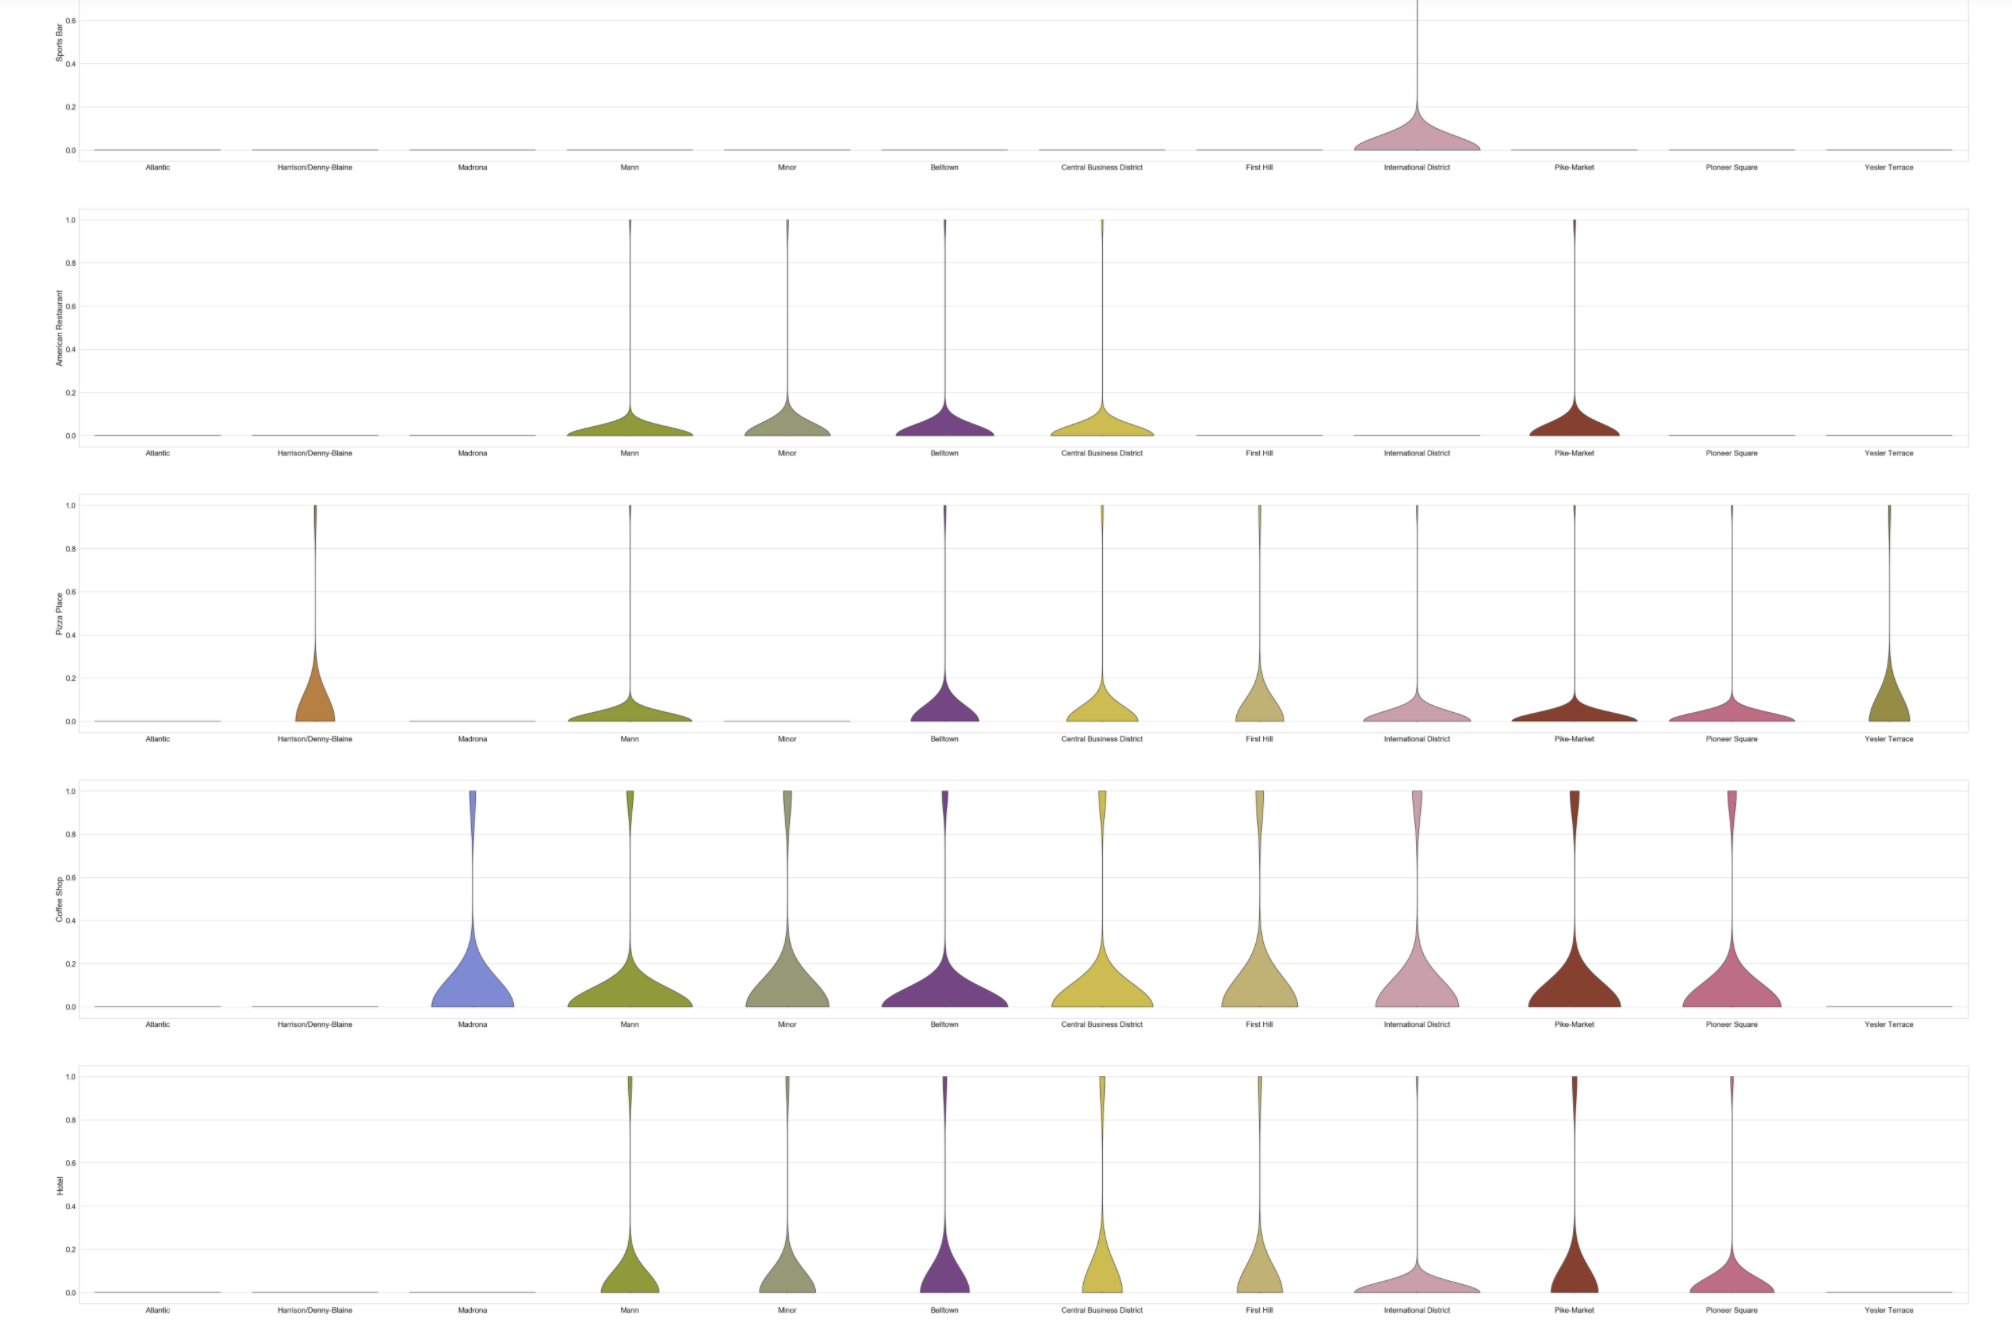 Sports Bar
0.6
0.4
0.2
0.0
Atlantic Harrison/Denny-Blaine Madrona Mann Minor Belltown Central Business District First Hill International District Pike-Market Pioneer Square Yesler Terrace
American Restaurant
1.0
0.8
0.6
0.4
0.2
0.0
Atlantic Harrison/Denny-Blaine Madrona Mann Minor Belltown Central Business District First Hill International District Pike-Market Pioneer Square Yesler Terrace
Pizza Place
1.0
0.8
0.6
0.4
0.2
0.0
Atlantic Harrison/Denny-Blaine Madrona Mann Minor Belltown Central Business District First Hill International District Pike-Market Pioneer Square Yesler Terrace
Coffee Shop
1.0
0.8
0.6
0.4
0.2
0.0
Atlantic Harrison/Denny-Blaine Madrona Mann Minor Belltown Central Business District First Hill International District Pike-Market Pioneer Square Yesler Terrace
Hotel
1.0
0.8
0.6
0.4
0.2
0.0
Atlantic Harrison/Denny-Blaine Madrona Mann Minor Belltown Central Business District First Hill International District Pike-Market Pioneer Square Yesler Terrace